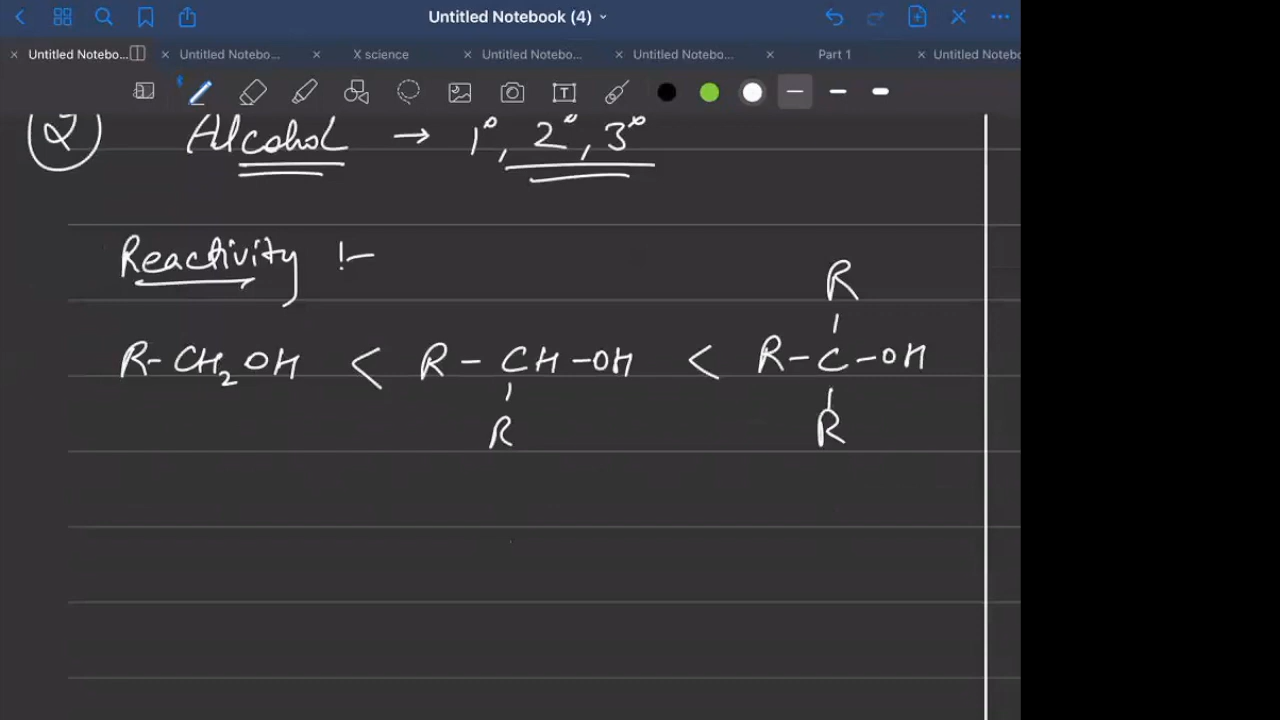 Untitled Notebook (4)
Untitled Notebo... Untitled Notebo... X science Untitled Notebo... Untitled Notebo... Part 1 Untitled Notebo
T
2 Alcohol → 1°, 2°, 3°
Reactivity :-
R
R-CH₂OH < R-CH-OH < R-C-OH
R R